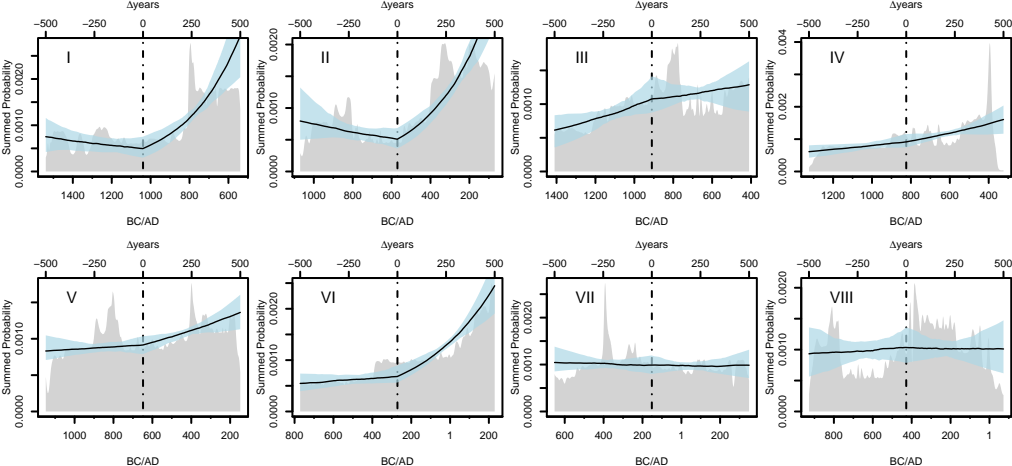 Δyears Δyears Δyears Δyears
−500 −250 0 250 500 −500 −250 0 250 500 −500 −250 0 250 500 −500 −250 0 250 500
I II III IV
Summed Probability Summed Probability Summed Probability Summed Probability
0.0000 0.0010 0.0020 0.0000 0.0010 0.0020 0.0000 0.0010 0.000 0.002 0.004
1400 1200 1000 800 600 1000 800 600 400 200 1400 1200 1000 800 600 400 1200 1000 800 600 400
BC/AD BC/AD BC/AD BC/AD
Δyears Δyears Δyears Δyears
−500 −250 0 250 500 −500 −250 0 250 500 −500 −250 0 250 500 −500 −250 0 250 500
V VI VII VIII
Summed Probability Summed Probability Summed Probability Summed Probability
0.0000 0.0010 0.0000 0.0010 0.0020 0.0000 0.0010 0.0020 0.0000 0.0010 0.0020
1000 800 600 400 200 800 600 400 200 1 200 600 400 200 1 200 800 600 400 200 1
BC/AD BC/AD BC/AD BC/AD